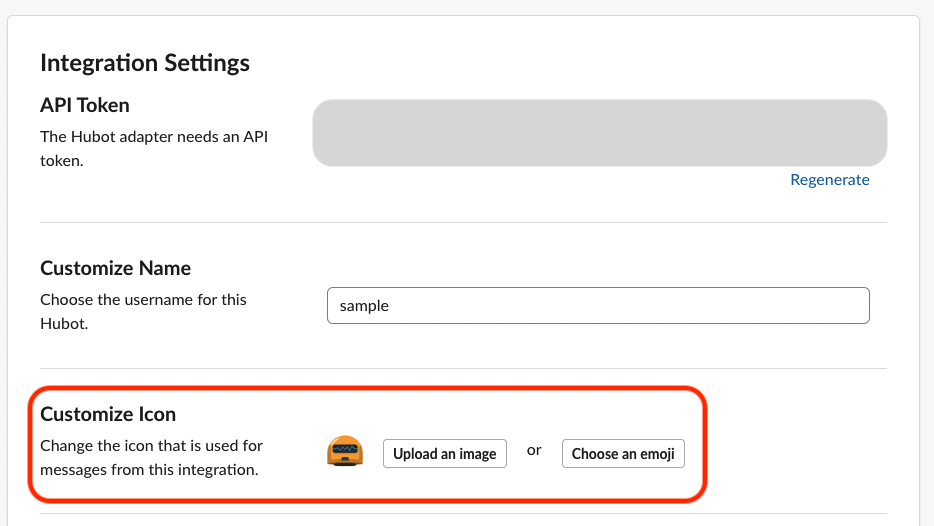 Integration Settings
API Token
The Hubot adapter needs an API
token.
Regenerate
Customize Name
Choose the username for this
Hubot.
sample
Customize Icon
Change the icon that is used for
messages from this integration.
Upload an image or Choose an emoji